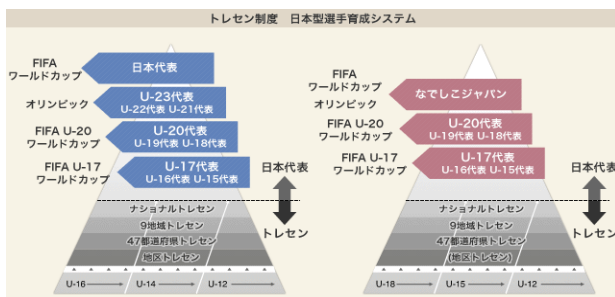 トレセン制度 日本型選手育成システム
FIFA
ワールドカップ
日本代表
オリンピック
U-23代表
U-22代表 U-21代表
FIFA U-20
ワールドカップ
U-20代表
U-19代表 U-18代表
FIFA U-17
ワールドカップ
U-17代表
U-16代表 U-15代表
日本代表
トレセン
ナショナルトレセン
9地域トレセン
47都道府県トレセン
地区トレセン
U-16
U-14
U-12
FIFA
ワールドカップ
オリンピック
なでしこジャパン
FIFA U-20
ワールドカップ
U-20代表
U-19代表 U-18代表
FIFA U-17
ワールドカップ
U-17代表
U-16代表 U-15代表
日本代表
トレセン
ナショナルトレセン
9地域トレセン
47都道府県トレセン
(地区トレセン)
U-18
U-15
U-12